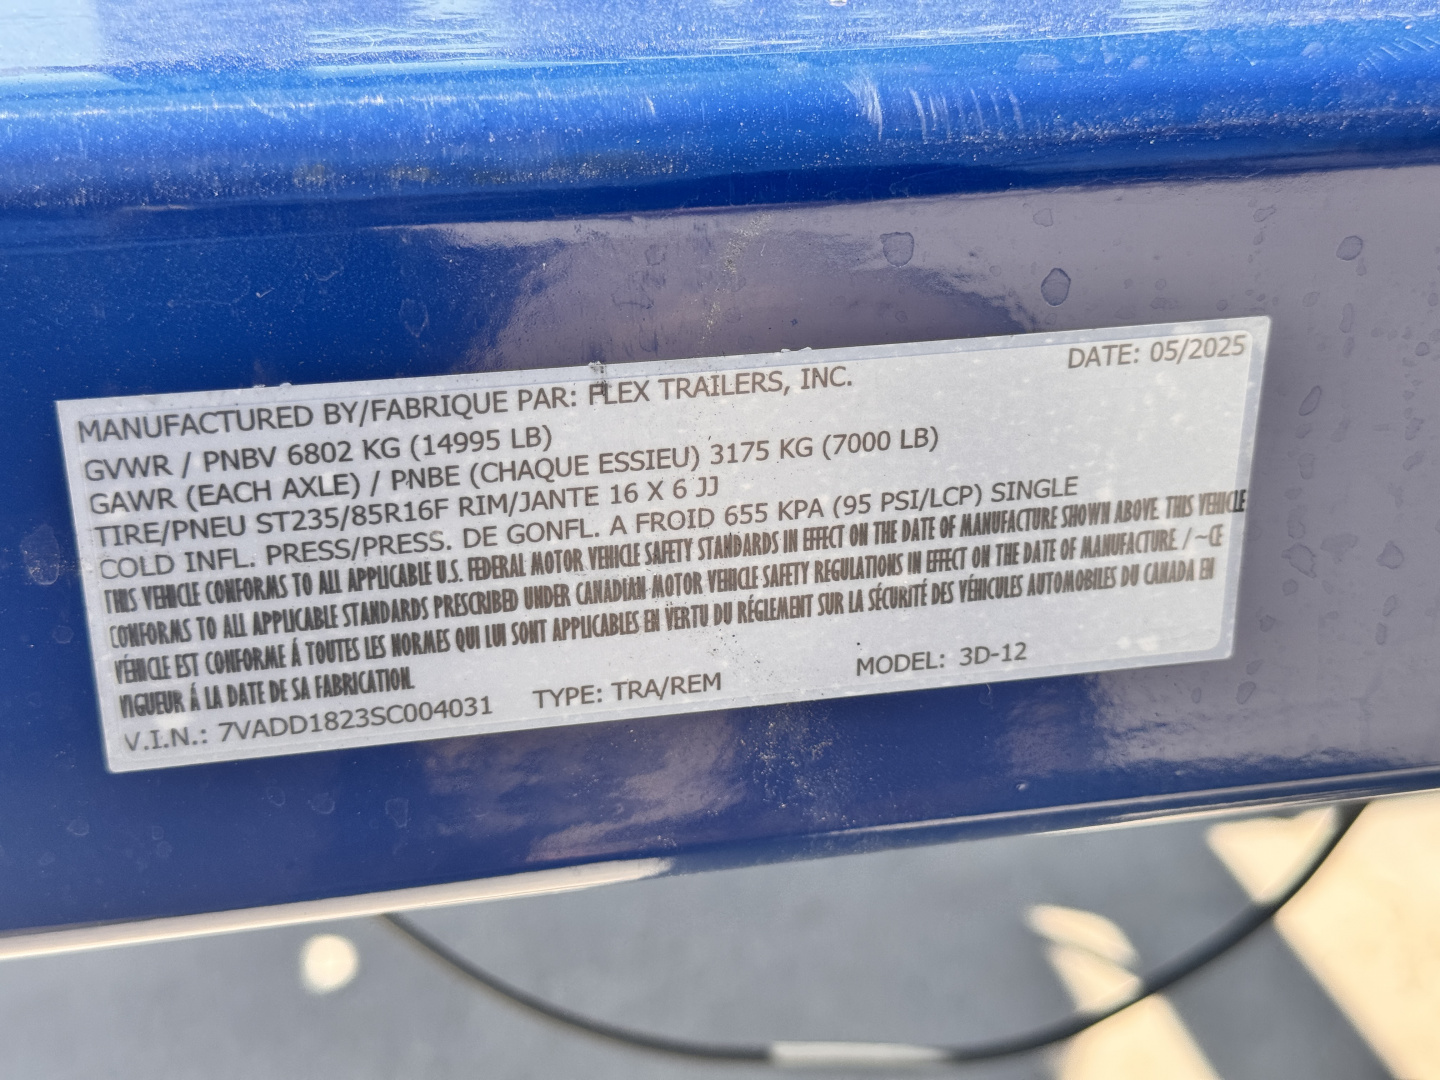 DATE: 05/2025
MANUFACTURED BY/FABRIQUE PAR: FLEX TRAILERS, INC.
GVWR / PNBV 6802 KG (14995 LB)
GAWR (EACH AXLE) / PNBE (CHAQUE ESSIEU) 3175 KG (7000 LB)
TIRE/PNEU ST235/85R16F RIM/JANTE 16 X 6 JJ
COLD INFL. PRESS/PRESS. DE GONFL. A FROID 655 KPA (95 PSI/LCP) SINGLE
THIS VEHICLE CONFORMS TO ALL APPLICABLE U.S. FEDERAL MOTOR VEHICLE SAFETY STANDARDS IN EFFECT ON THE DATE OF MANUFACTURE SHOWN ABOVE. THIS VEHICLE
CONFORMS TO ALL APPLICABLE STANDARDS PRESCRIBED UNDER CANADIAN MOTOR VEHICLE SAFETY REGULATIONS IN EFFECT ON THE DATE OF MANUFACTURE. / ~CE
VÉHICLE EST CONFORME Á TOUTES LES NORMES QUI LUI SONT APPLICABLES EN VERTU DU RÉGLEMENT SUR LA SÉCURITÉ DES VÉHICULES AUTOMOBILES DU CANADA EN
VIGUEUR Á LA DATE DE SA FABRICATION.
V.I.N.: 7VADD1823SC004031 TYPE: TRA/REM MODEL: 3D-12